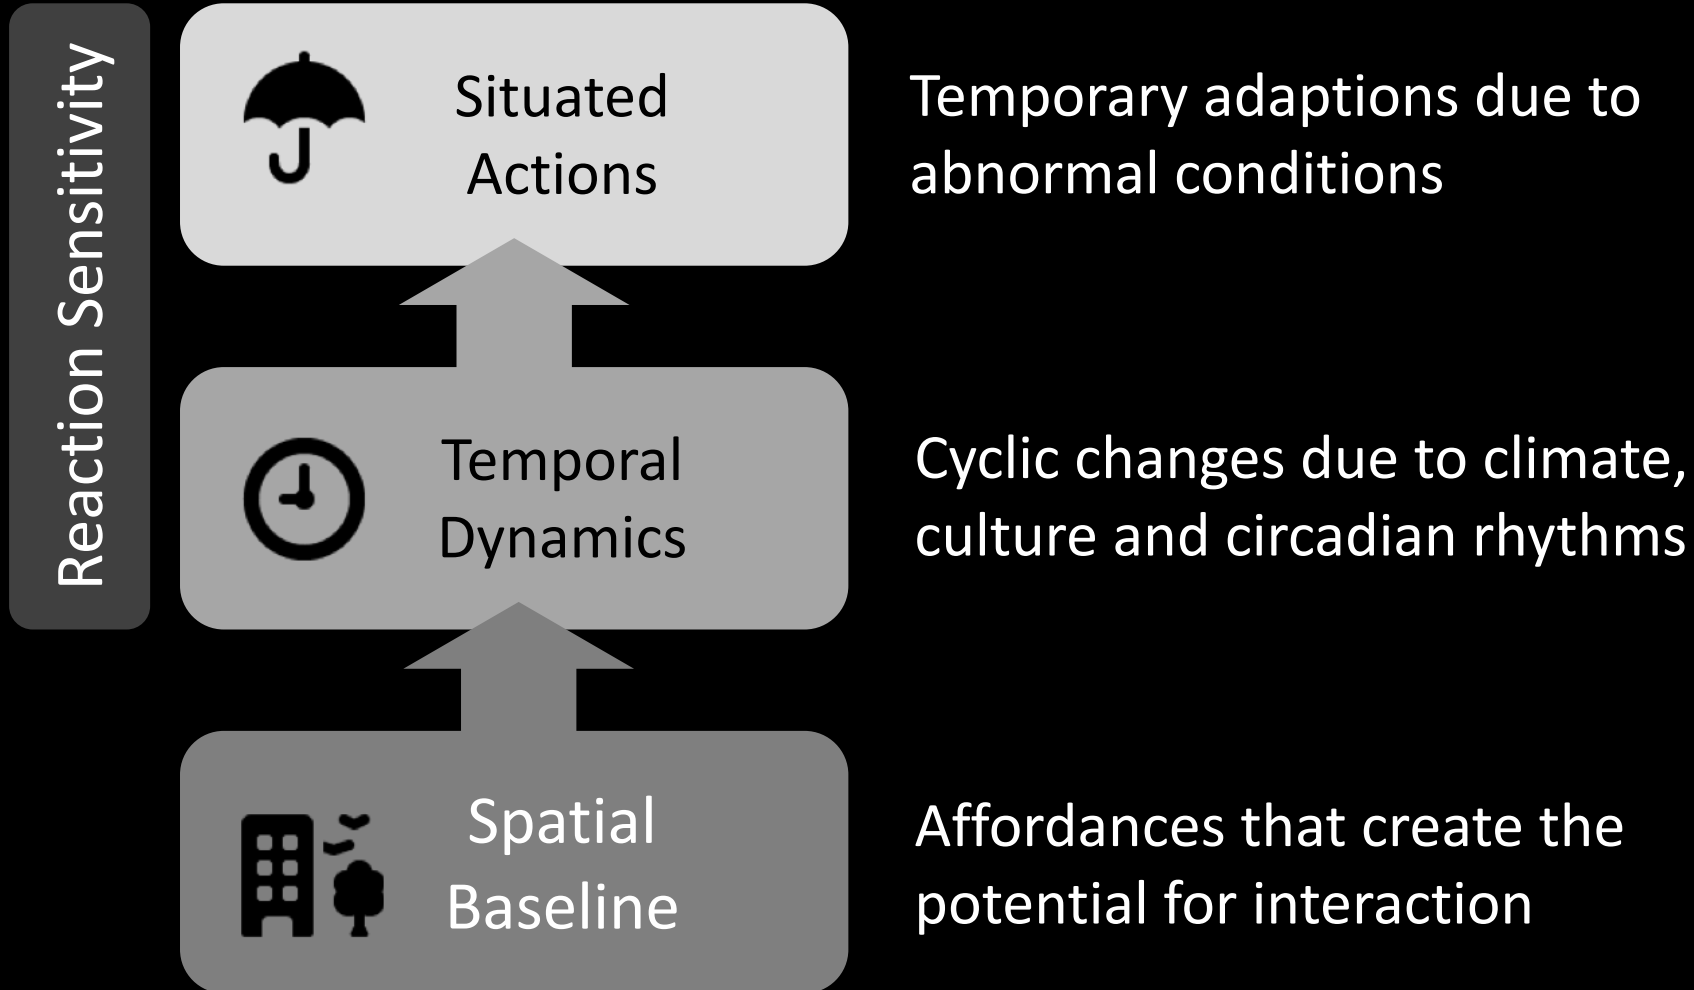 Reaction Sensitivity
Situated
Actions
Temporary adaptions due to
abnormal conditions
Temporal
Dynamics
Cyclic changes due to climate,
culture and circadian rhythms
Spatial
Baseline
Affordances that create the
potential for interaction